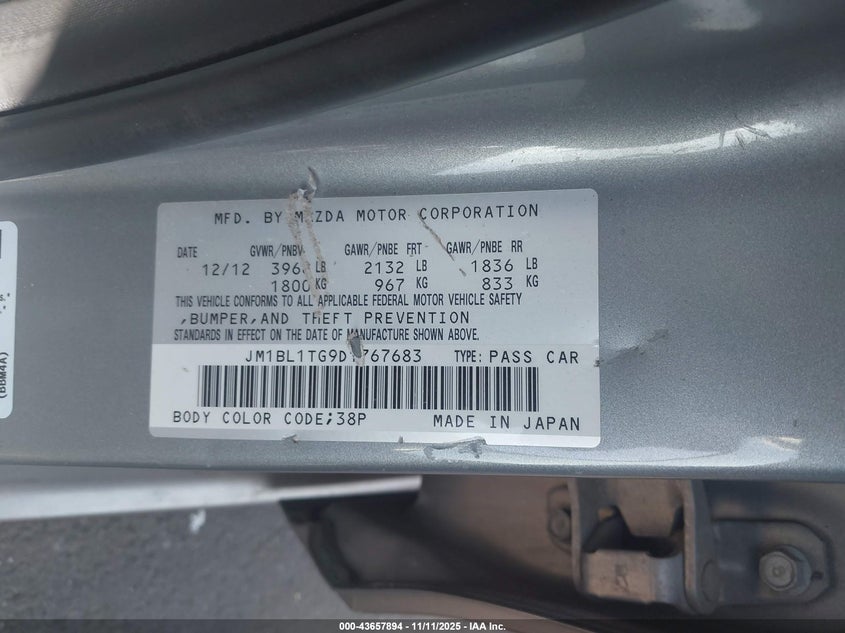 MFD. BY MAZDA MOTOR CORPORATION
DATE GVWR/PNBV GAWR/PNBE FRT GAWR/PNBE RR
12/12 3968 LB 2132 LB 1836 LB
1800 KG 967 KG 833 KG
THIS VEHICLE CONFORMS TO ALL APPLICABLE FEDERAL MOTOR VEHICLE SAFETY
,BUMPER,AND THEFT PREVENTION
STANDARDS IN EFFECT ON THE DATE OF MANUFACTURE SHOWN ABOVE.
JM1BL1TG9D1767683 TYPE: PASS CAR
BODY COLOR CODE;38P MADE IN JAPAN
(BBM4A)
000-43657894 - 11/11/2025 - IAA Inc.